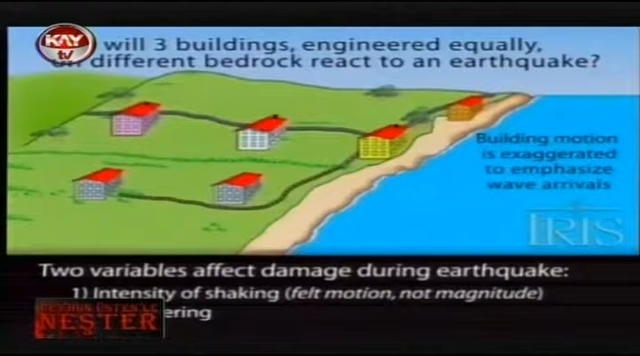 KAY
tv
will 3 buildings, engineered equally,
different bedrock react to an earthquake?
Building motion
is exaggerated
to emphasize
wave arrivals
IRIS
Two variables affect damage during earthquake:
1) Intensity of shaking (felt motion, not magnitude)
NESTER